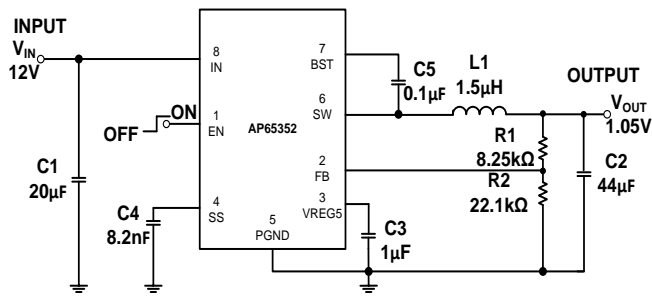 INPUT
V_IN
12V
8
IN
7
BST
C5
0.1µF
L1
1.5µH
OUTPUT
V_OUT
1.05V
6
SW
ON
OFF
1
EN
AP65352
R1
8.25kΩ
C1
20µF
2
FB
R2
22.1kΩ
C2
44µF
C4
8.2nF
4
SS
3
VREG5
5
PGND
C3
1µF